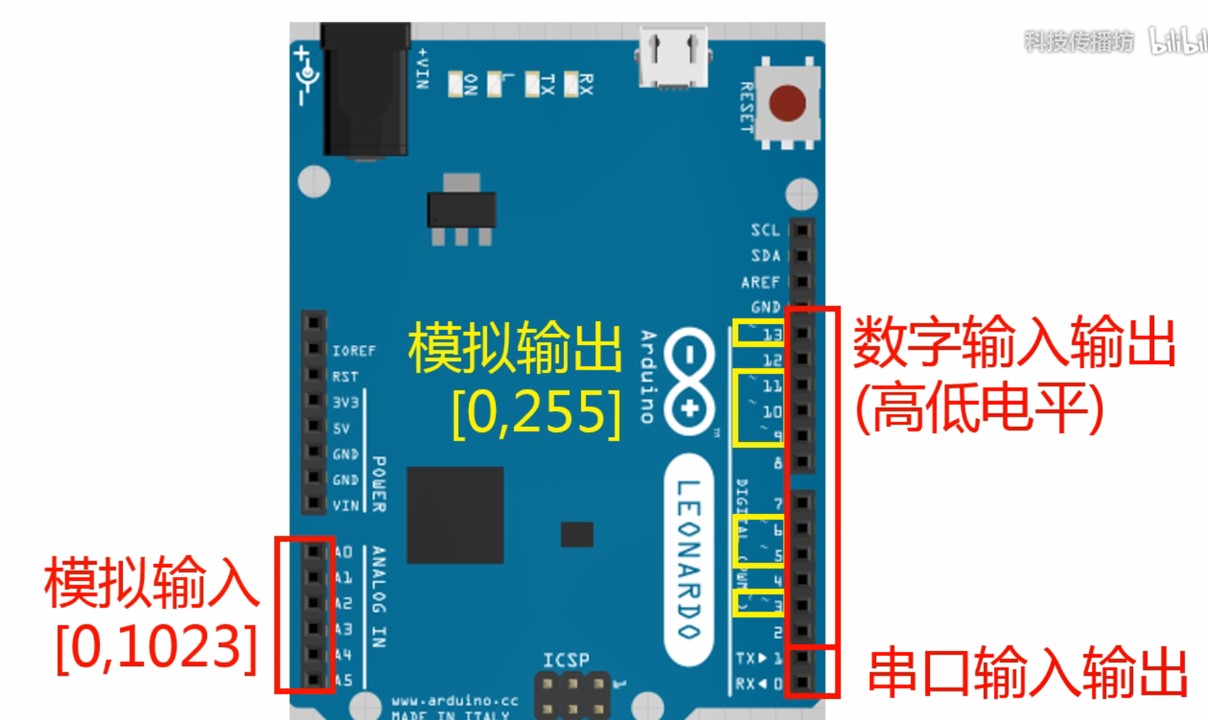 科技传播坊 bilibili
+VIN
ON
L
TX
RX
RESET
SCL
SDA
AREF
GND
~13
12
~11
~10
~9
8
7
~6
~5
4
~3
2
TX▶ 1
RX◀ 0
数字输入输出
(高低电平)
模拟输出
[0,255]
Arduino
TM
LEONARDO
DIGITAL (PWM~)
IOREF
RST
3V3
5V
GND
GND
VIN
POWER
A0
A1
A2
A3
A4
A5
ANALOG IN
模拟输入
[0,1023]
串口输入输出
ICSP
1
www.arduino.cc
MADE IN ITALY